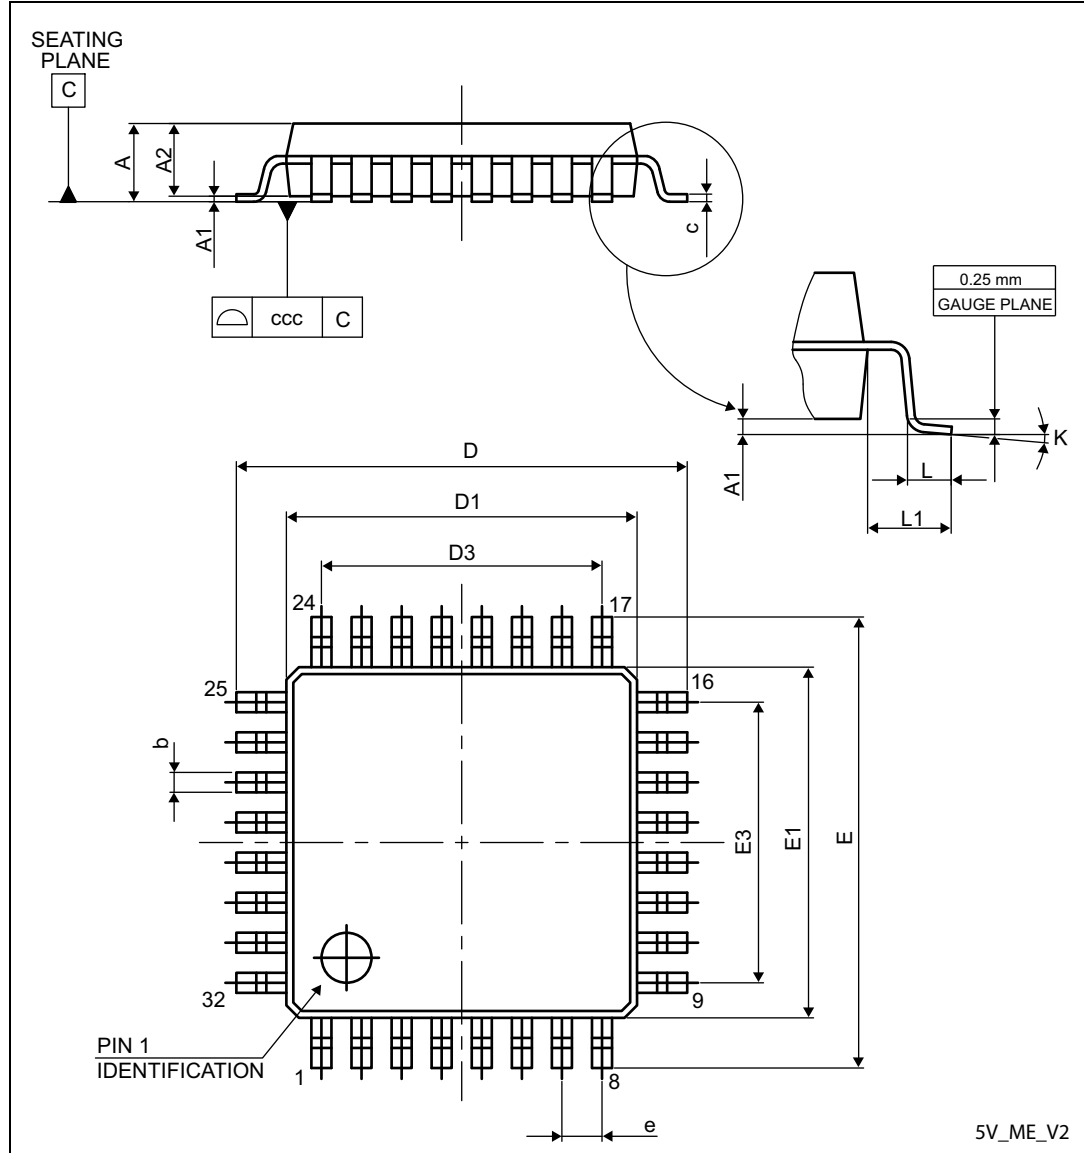 SEATING
PLANE
C
A
A2
A1
c
ccc
C
0.25 mm
GAUGE PLANE
K
A1
L
L1
D
D1
D3
24
17
25
16
b
E3
E1
E
32
9
PIN 1
IDENTIFICATION
1
8
e
5V_ME_V2